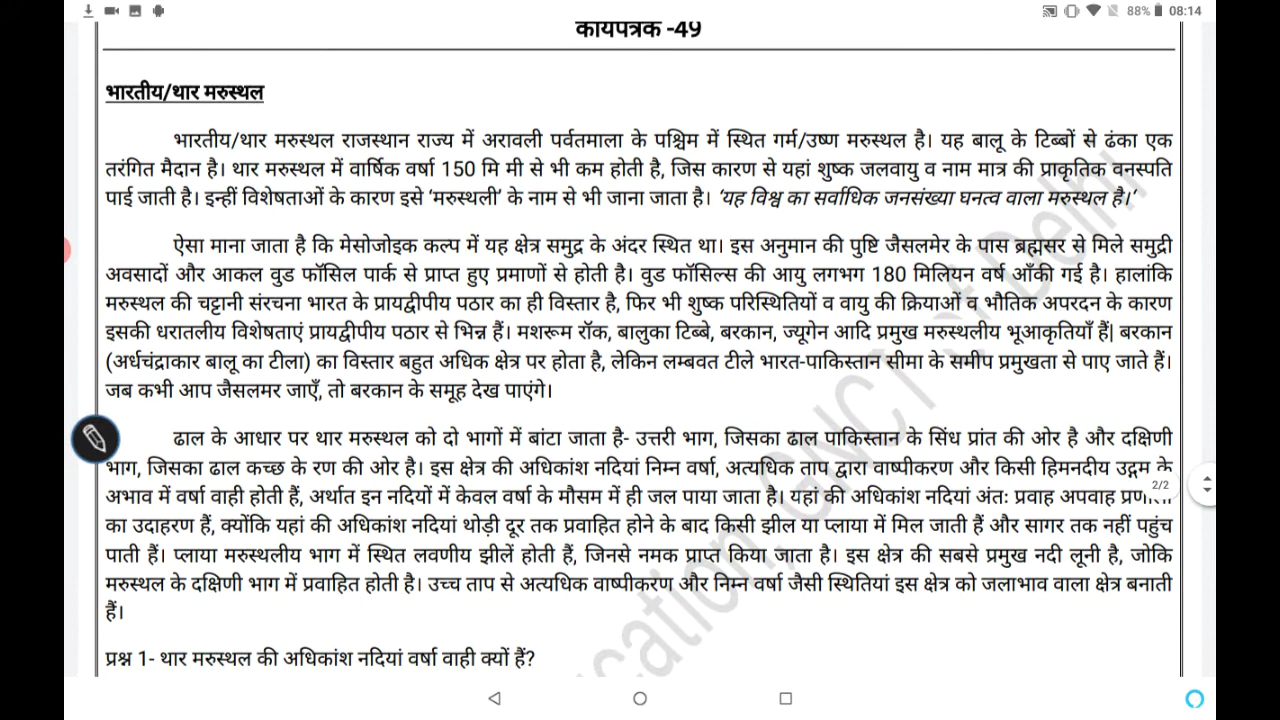 88% 08:14
कार्यपत्रक -49
भारतीय/थार मरुस्थल
भारतीय/थार मरुस्थल राजस्थान राज्य में अरावली पर्वतमाला के पश्चिम में स्थित गर्म/उष्ण मरुस्थल है। यह बालू के टिब्बों से ढंका एक
तरंगित मैदान है। थार मरुस्थल में वार्षिक वर्षा 150 मि मी से भी कम होती है, जिस कारण से यहां शुष्क जलवायु व नाम मात्र की प्राकृतिक वनस्पति
पाई जाती है। इन्हीं विशेषताओं के कारण इसे ‘मरुस्थली’ के नाम से भी जाना जाता है। ‘यह विश्व का सर्वाधिक जनसंख्या घनत्व वाला मरुस्थल है।‘
ऐसा माना जाता है कि मेसोजोइक कल्प में यह क्षेत्र समुद्र के अंदर स्थित था। इस अनुमान की पुष्टि जैसलमेर के पास ब्रह्मसर से मिले समुद्री
अवसादों और आकल वुड फॉसिल पार्क से प्राप्त हुए प्रमाणों से होती है। वुड फॉसिल्स की आयु लगभग 180 मिलियन वर्ष आँकी गई है। हालांकि
मरुस्थल की चट्टानी संरचना भारत के प्रायद्वीपीय पठार का ही विस्तार है, फिर भी शुष्क परिस्थितियों व वायु की क्रियाओं व भौतिक अपरदन के कारण
इसकी धरातलीय विशेषताएं प्रायद्वीपीय पठार से भिन्न हैं। मशरूम रॉक, बालुका टिब्बे, बरकान, ज्यूगेन आदि प्रमुख मरुस्थलीय भूआकृतियाँ हैं| बरकान
(अर्धचंद्राकार बालू का टीला) का विस्तार बहुत अधिक क्षेत्र पर होता है, लेकिन लम्बवत टीले भारत-पाकिस्तान सीमा के समीप प्रमुखता से पाए जाते हैं।
जब कभी आप जैसलमर जाएँ, तो बरकान के समूह देख पाएंगे।
ढाल के आधार पर थार मरुस्थल को दो भागों में बांटा जाता है- उत्तरी भाग, जिसका ढाल पाकिस्तान के सिंध प्रांत की ओर है और दक्षिणी
भाग, जिसका ढाल कच्छ के रण की ओर है। इस क्षेत्र की अधिकांश नदियां निम्न वर्षा, अत्यधिक ताप द्वारा वाष्पीकरण और किसी हिमनदीय उद्गम के
2/2
अभाव में वर्षा वाही होती हैं, अर्थात इन नदियों में केवल वर्षा के मौसम में ही जल पाया जाता है। यहां की अधिकांश नदियां अंतः प्रवाह अपवाह
का उदाहरण हैं, क्योंकि यहां की अधिकांश नदियां थोड़ी दूर तक प्रवाहित होने के बाद किसी झील या प्लाया में मिल जाती हैं और सागर तक नहीं पहुंच
पाती हैं। प्लाया मरुस्थलीय भाग में स्थित लवणीय झीलें होती हैं, जिनसे नमक प्राप्त किया जाता है। इस क्षेत्र की सबसे प्रमुख नदी लूनी है, जोकि
मरुस्थल के दक्षिणी भाग में प्रवाहित होती है। उच्च ताप से अत्यधिक वाष्पीकरण और निम्न वर्षा जैसी स्थितियां इस क्षेत्र को जलाभाव वाला क्षेत्र बनाती
हैं।
प्रश्न 1- थार मरुस्थल की अधिकांश नदियां वर्षा वाही क्यों हैं?
ucation, GNCT of Delhi